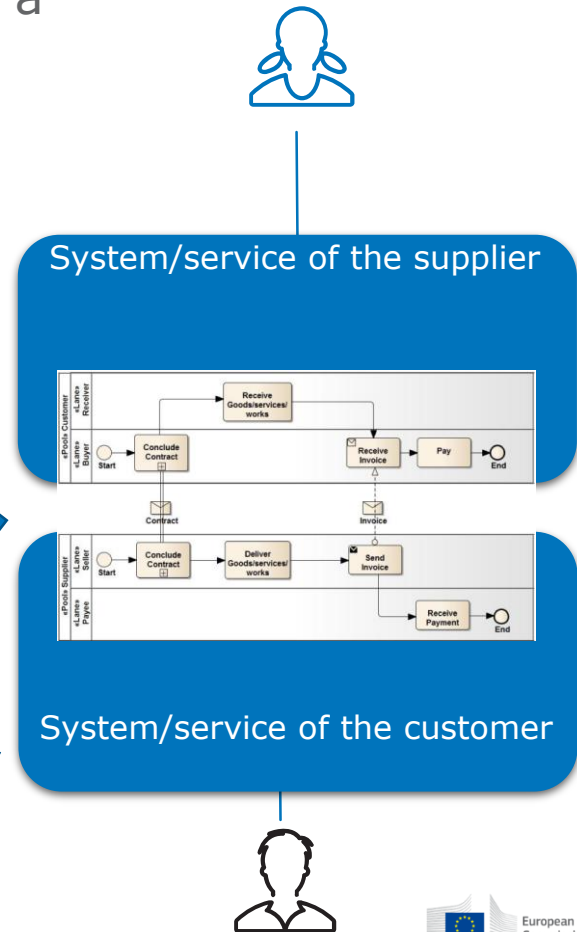 a
System/service of the supplier
«Pool» Customer
«Lane»
Receiver
Receive
Goods/services/
works
«Lane»
Buyer
Start
Conclude
Contract
Receive
Invoice
Pay
End
Contract
Invoice
«Pool» Supplier
«Lane»
Seller
Start
Conclude
Contract
Deliver
Goods/services/
works
Send
Invoice
«Lane»
Payee
Receive
Payment
End
System/service of the customer
European